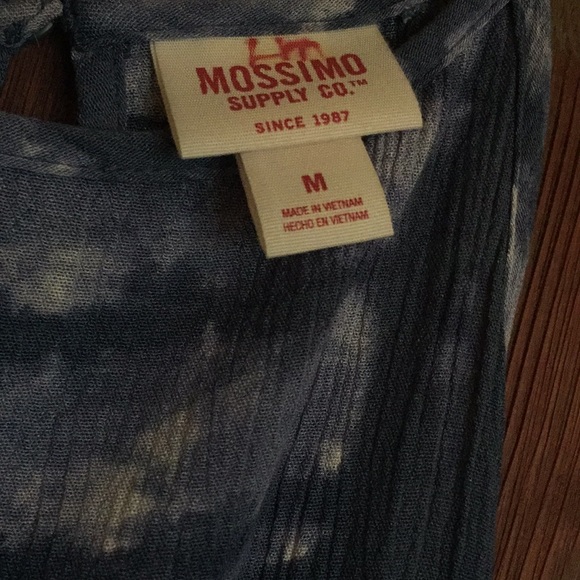 MOSSIMO
SUPPLY CO.™
SINCE 1987
M
MADE IN VIETNAM
HECHO EN VIETNAM